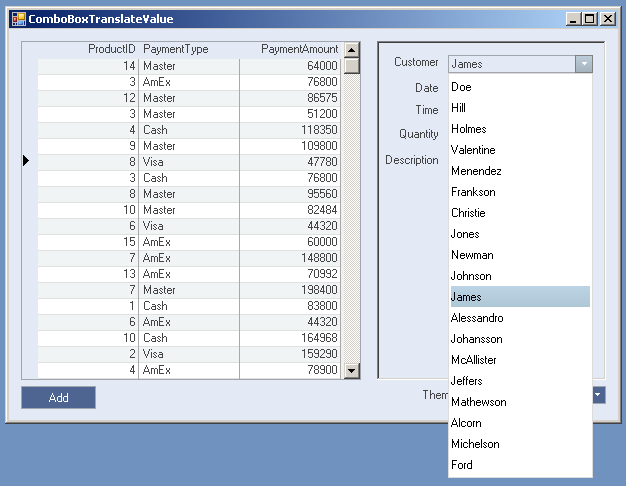 ComboBoxTranslateValue
ProductID PaymentType PaymentAmount
14 Master 64000
3 AmEx 76800
12 Master 86575
3 Master 51200
4 Cash 118350
9 Master 109800
8 Visa 47780
3 Cash 76800
8 Master 95560
10 Master 82484
6 Visa 44320
15 AmEx 60000
7 AmEx 148800
13 AmEx 70992
7 Master 198400
1 Cash 83800
6 AmEx 44320
10 Cash 164968
2 Visa 159290
4 AmEx 78900
Add
Customer James
Date
Time
Quantity
Description
Doe
Hill
Holmes
Valentine
Menendez
Frankson
Christie
Jones
Newman
Johnson
James
Alessandro
Johansson
McAllister
Jeffers
Mathewson
Alcorn
Michelson
Ford
Them